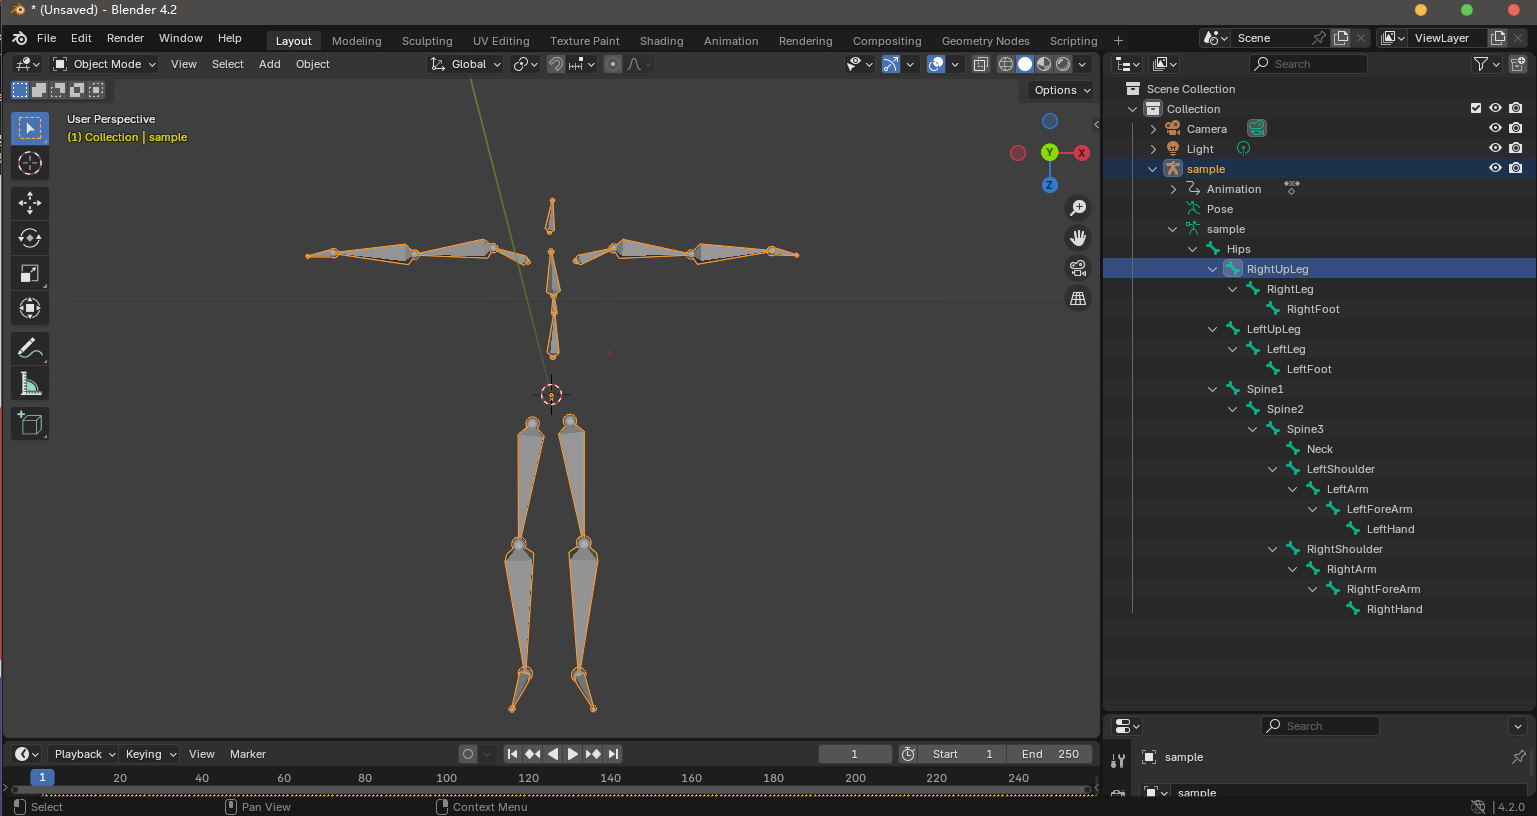 * (Unsaved) - Blender 4.2
File Edit Render Window Help Layout Modeling Sculpting UV Editing Texture Paint Shading Animation Rendering Compositing Geometry Nodes Scripting + Scene ViewLayer
Object Mode View Select Add Object Global Search
Options
User Perspective
(1) Collection | sample
Y X
Z
Scene Collection
Collection
Camera
Light
sample
Animation
Pose
sample
Hips
RightUpLeg
RightLeg
RightFoot
LeftUpLeg
LeftLeg
LeftFoot
Spine1
Spine2
Spine3
Neck
LeftShoulder
LeftArm
LeftForeArm
LeftHand
RightShoulder
RightArm
RightForeArm
RightHand
Search
sample
sample
Playback Keying View Marker 1 Start 1 End 250
1 20 40 60 80 100 120 140 160 180 200 220 240
Select Pan View Context Menu 4.2.0